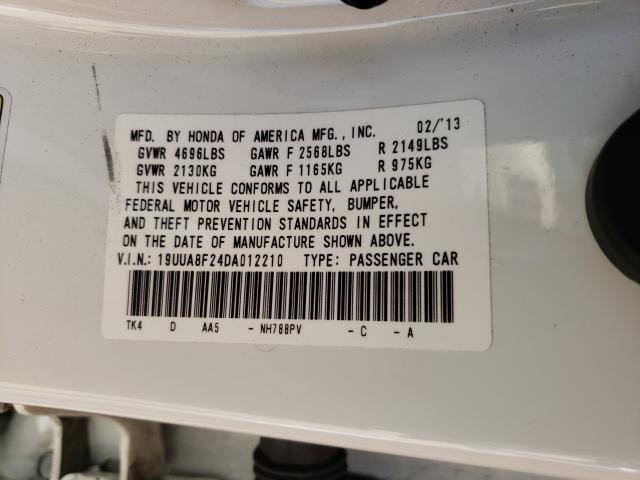 MFD. BY HONDA OF AMERICA MFG., INC. 02/'13
GVWR 4696LBS GAWR F 2568LBS R 2149LBS
GVWR 2130KG GAWR F 1165KG R 975KG
THIS VEHICLE CONFORMS TO ALL APPLICABLE
FEDERAL MOTOR VEHICLE SAFETY, BUMPER,
AND THEFT PREVENTION STANDARDS IN EFFECT
ON THE DATE OF MANUFACTURE SHOWN ABOVE.
V.I.N.: 19UUA8F24DA012210 TYPE: PASSENGER CAR
TK4 D AA5 - NH788PV - C - A